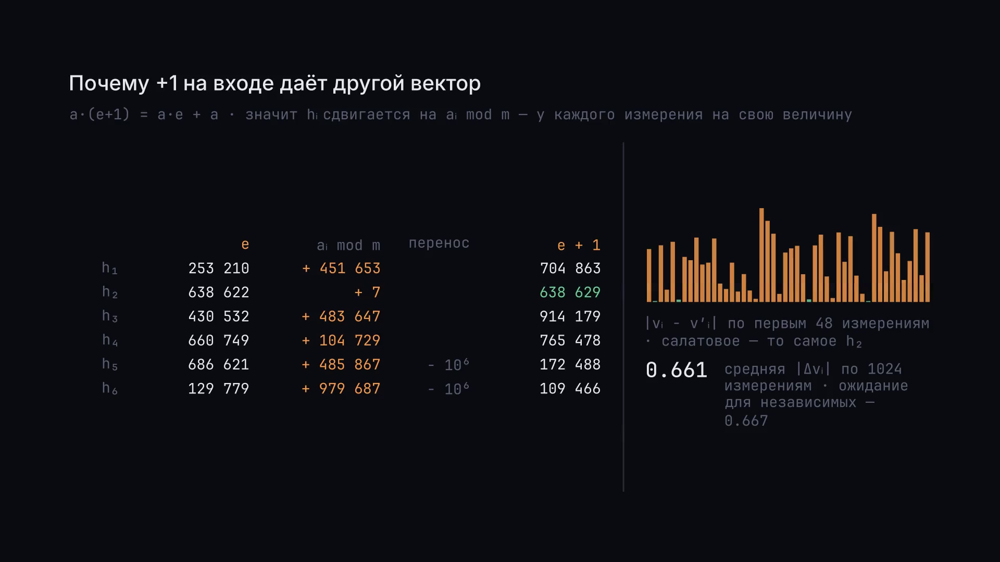 Почему +1 на входе даёт другой вектор
a·(e+1) = a·e + a · значит hᵢ сдвигается на aᵢ mod m — у каждого измерения на свою величину
e aᵢ mod m перенос e + 1
h₁ 253 210 + 451 653 704 863
h₂ 638 622 + 7 638 629
h₃ 430 532 + 483 647 914 179
h₄ 660 749 + 104 729 765 478
h₅ 686 621 + 485 867 - 10⁶ 172 488
h₆ 129 779 + 979 687 - 10⁶ 109 466
|vᵢ - v′ᵢ| по первым 48 измерениям
· салатовое — то самое h₂
0.661 средняя |Δvᵢ| по 1024
измерениям · ожидание
для независимых —
0.667